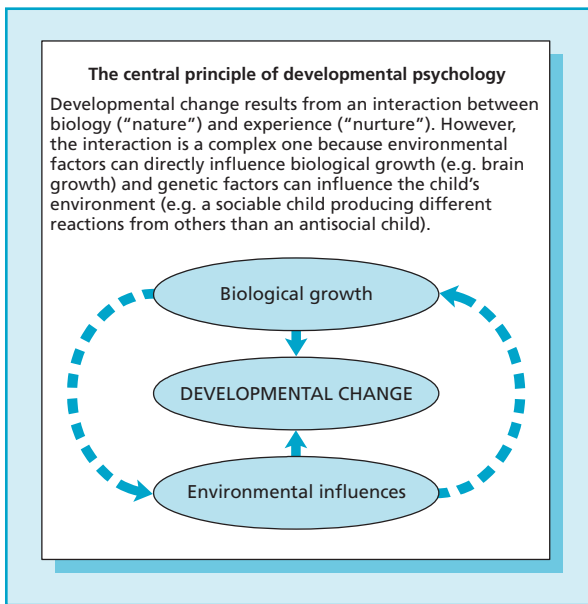 The central principle of developmental psychology
Developmental change results from an interaction between
biology (“nature”) and experience (“nurture”). However,
the interaction is a complex one because environmental
factors can directly influence biological growth (e.g. brain
growth) and genetic factors can influence the child’s
environment (e.g. a sociable child producing different
reactions from others than an antisocial child).
Biological growth
DEVELOPMENTAL CHANGE
Environmental influences